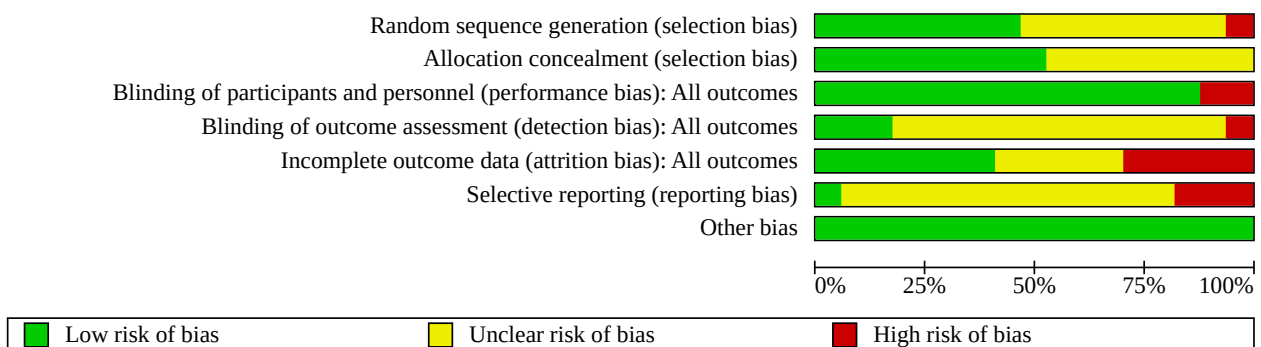 Random sequence generation (selection bias)
Allocation concealment (selection bias)
Blinding of participants and personnel (performance bias): All outcomes
Blinding of outcome assessment (detection bias): All outcomes
Incomplete outcome data (attrition bias): All outcomes
Selective reporting (reporting bias)
Other bias
0% 25% 50% 75% 100%
Low risk of bias Unclear risk of bias High risk of bias